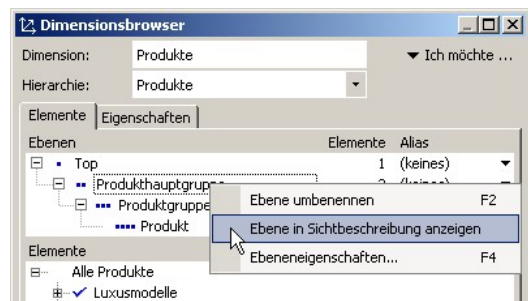 Dimensionsbrowser
Dimension: Produkte Ich möchte ...
Hierarchie: Produkte
Elemente Eigenschaften
Ebenen Elemente Alias
Top 1 (keines)
Produkthauptgruppe
Produktgruppe
Produkt
Ebene umbenennen F2
Ebene in Sichtbeschreibung anzeigen
Ebeneneigenschaften... F4
Elemente
Alle Produkte
Luxusmodelle